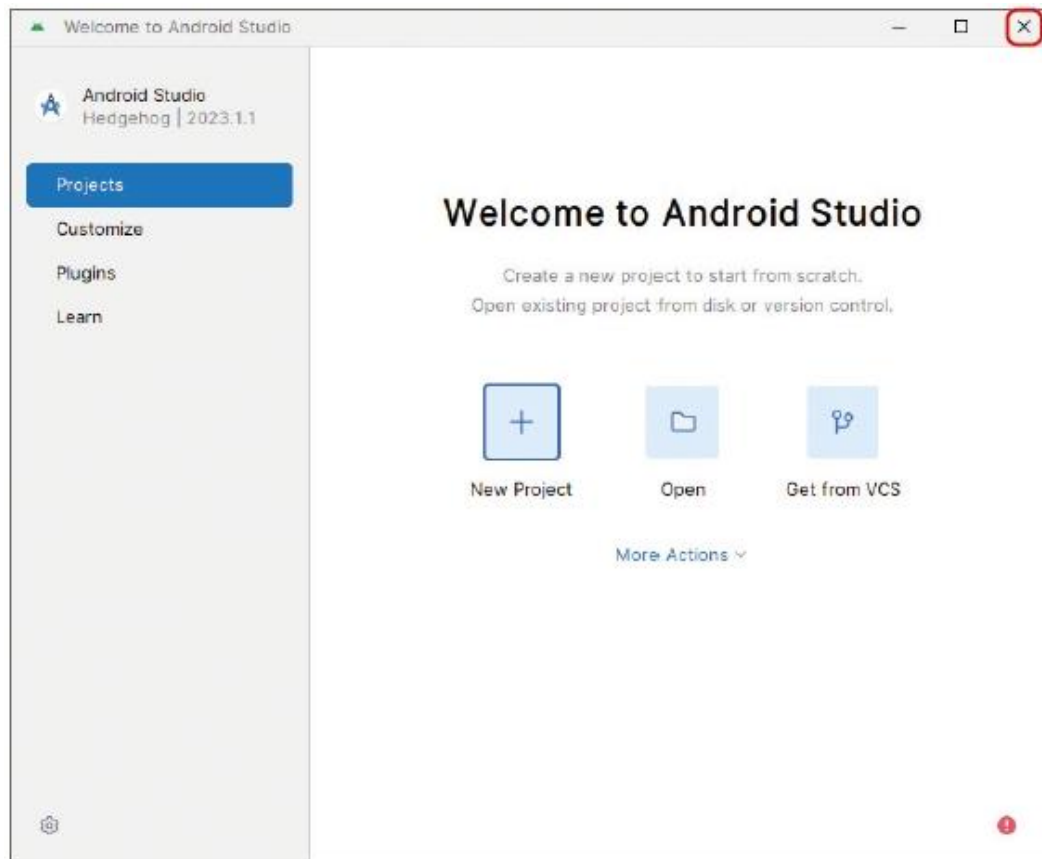 Welcome to Android Studio
Android Studio
Hedgehog | 2023.1.1
Projects
Customize
Plugins
Learn
Welcome to Android Studio
Create a new project to start from scratch.
Open existing project from disk or version control.
New Project
Open
Get from VCS
More Actions